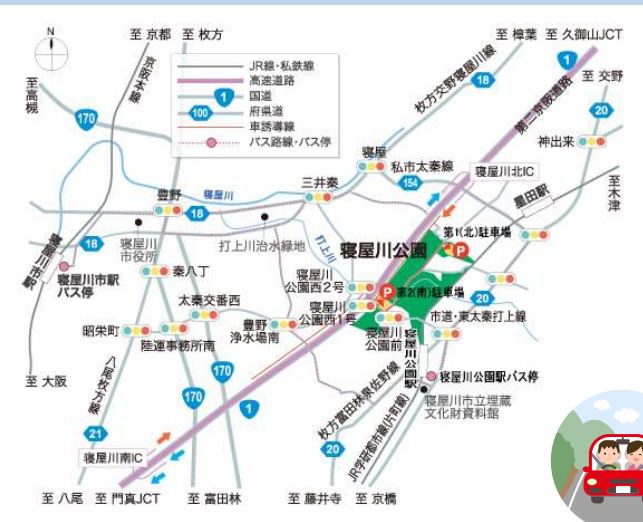 至 京都
至 枚方
至 樟葉
至 久御山JCT
N
至高槻
京阪本線
JR線・私鉄線
高速道路
1
国道
100
府県道
車誘導線
バス路線・バス停
枚方交野寝屋川線
18
第二京阪道路
1
至 交野
20
神出来
170
寝屋
私市太秦線
154
寝屋川北IC
星田駅
至木津
三井秦
寝屋川
豊野
18
寝屋川市役所
打上川治水緑地
打上川
寝屋川公園
第1(北)駐車場
P
18
寝屋川市駅
寝屋川市駅
バス停
秦八丁
寝屋川
公園西2号
P
第2(南)駐車場
太秦交番西
寝屋川
公園西1号
20
市道・東太秦打上線
昭栄町
陸運事務所南
豊野
浄水場南
寝屋川
公園前
寝屋川公園駅
寝屋川公園駅バス停
至 大阪
八尾枚方線
170
170
1
枚方富田林泉佐野線
寝屋川市立埋蔵
文化財資料館
21
寝屋川南IC
20
JR学研都市線(片町線)
至 八尾
至 門真JCT
至 富田林
至 藤井寺
至 京橋